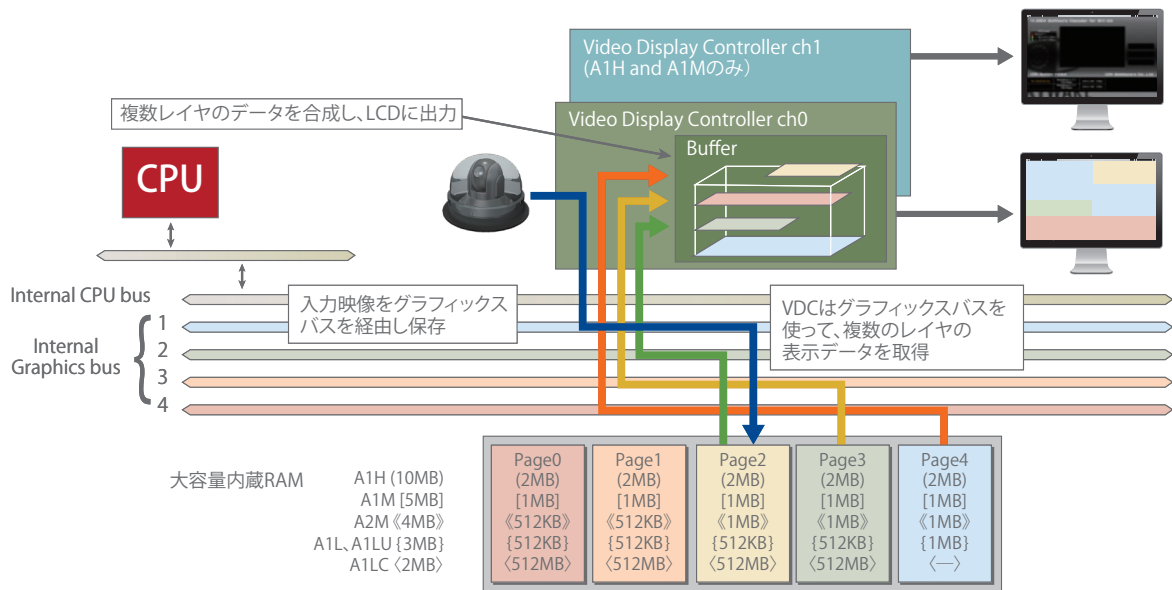 Video Display Controller ch1
(A1H and A1Mのみ)
複数レイヤのデータを合成し、LCDに出力
Video Display Controller ch0
Buffer
CPU
Internal CPU bus
入力映像をグラフィックス
バスを経由し保存
VDCはグラフィックスバスを
使って、複数のレイヤの
表示データを取得
Internal
Graphics bus
1
2
3
4
大容量内蔵RAM
A1H (10MB)
A1M [5MB]
A2M《4MB》
A1L、A1LU {3MB}
A1LC〈2MB〉
Page0
(2MB)
[1MB]
《512KB》
{512KB}
〈512MB〉
Page1
(2MB)
[1MB]
《512KB》
{512KB}
〈512MB〉
Page2
(2MB)
[1MB]
《1MB》
{512KB}
〈512MB〉
Page3
(2MB)
[1MB]
《1MB》
{512KB}
〈512MB〉
Page4
(2MB)
[1MB]
《1MB》
{1MB}
〈―〉